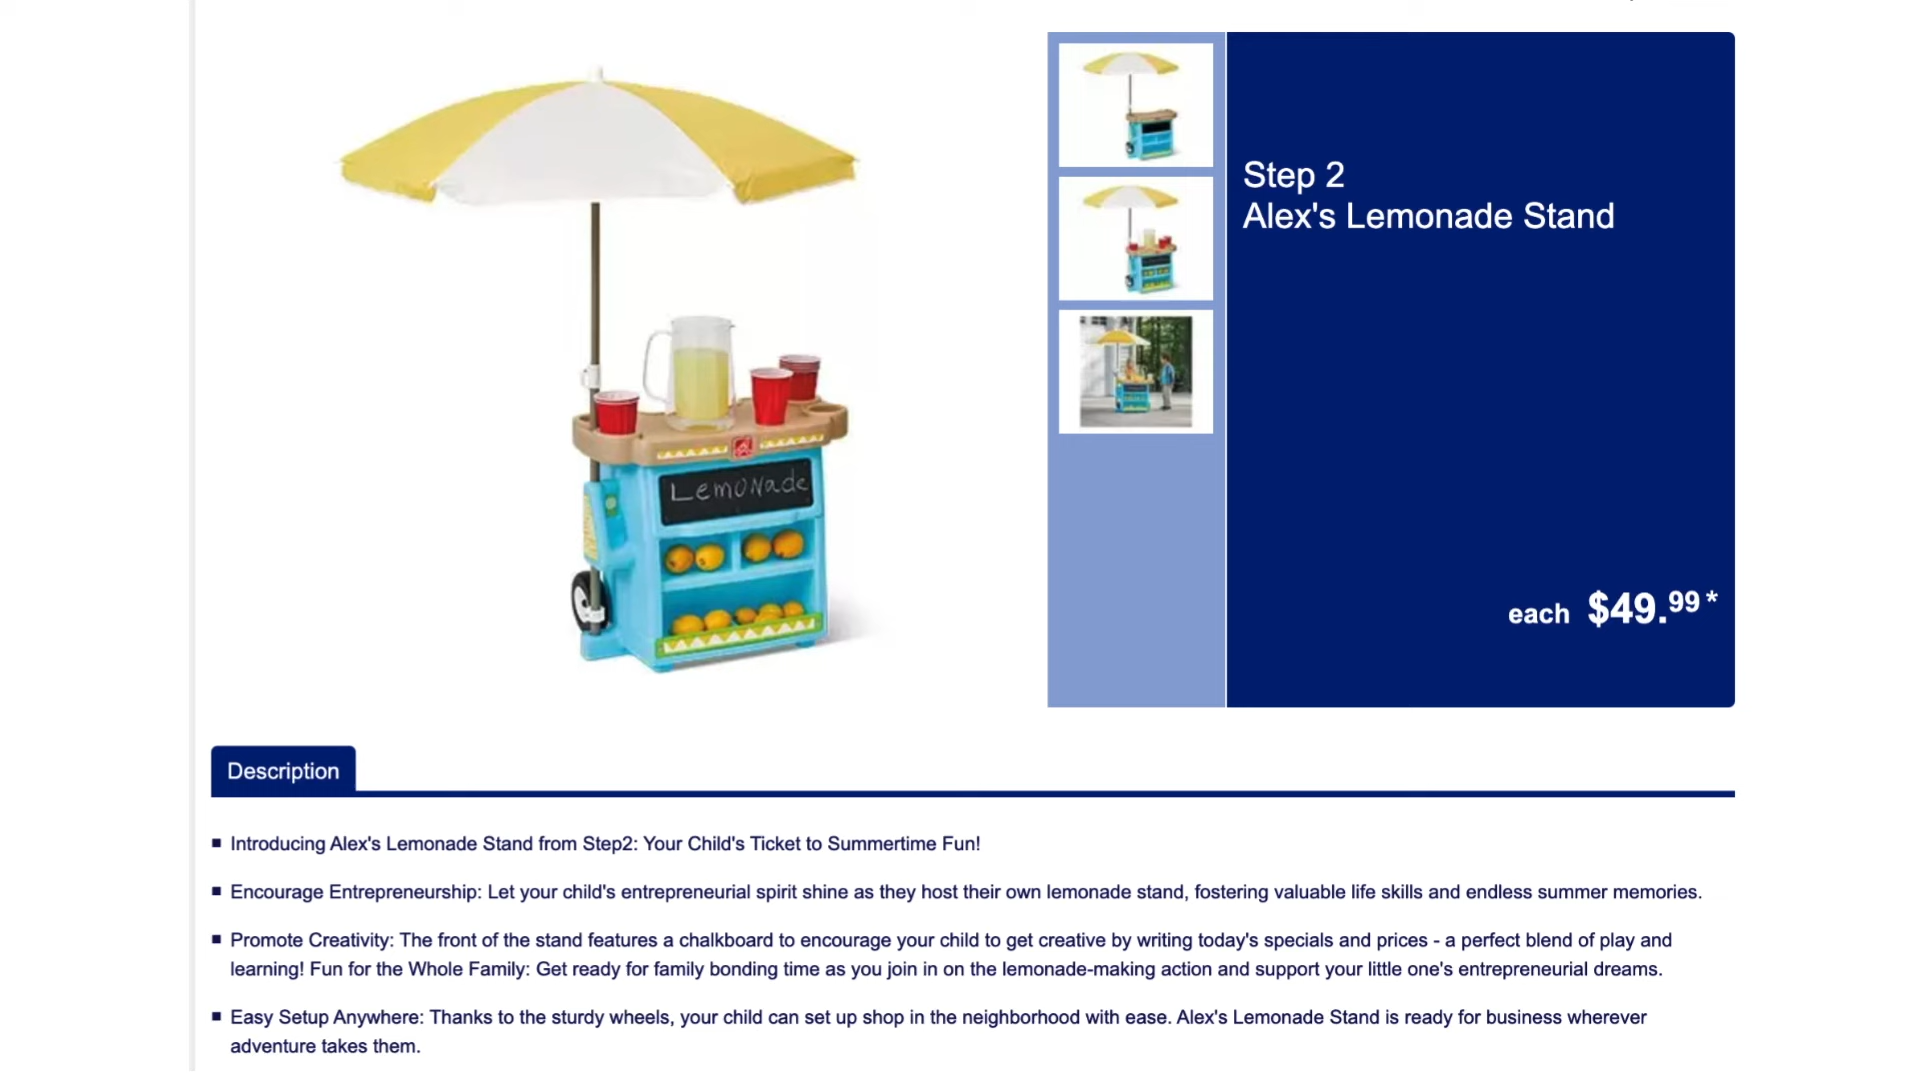 Step 2
Alex's Lemonade Stand
each $49.99*
Lemonade
Description
Introducing Alex's Lemonade Stand from Step2: Your Child's Ticket to Summertime Fun!
Encourage Entrepreneurship: Let your child's entrepreneurial spirit shine as they host their own lemonade stand, fostering valuable life skills and endless summer memories.
Promote Creativity: The front of the stand features a chalkboard to encourage your child to get creative by writing today's specials and prices - a perfect blend of play and
learning! Fun for the Whole Family: Get ready for family bonding time as you join in on the lemonade-making action and support your little one's entrepreneurial dreams.
Easy Setup Anywhere: Thanks to the sturdy wheels, your child can set up shop in the neighborhood with ease. Alex's Lemonade Stand is ready for business wherever
adventure takes them.